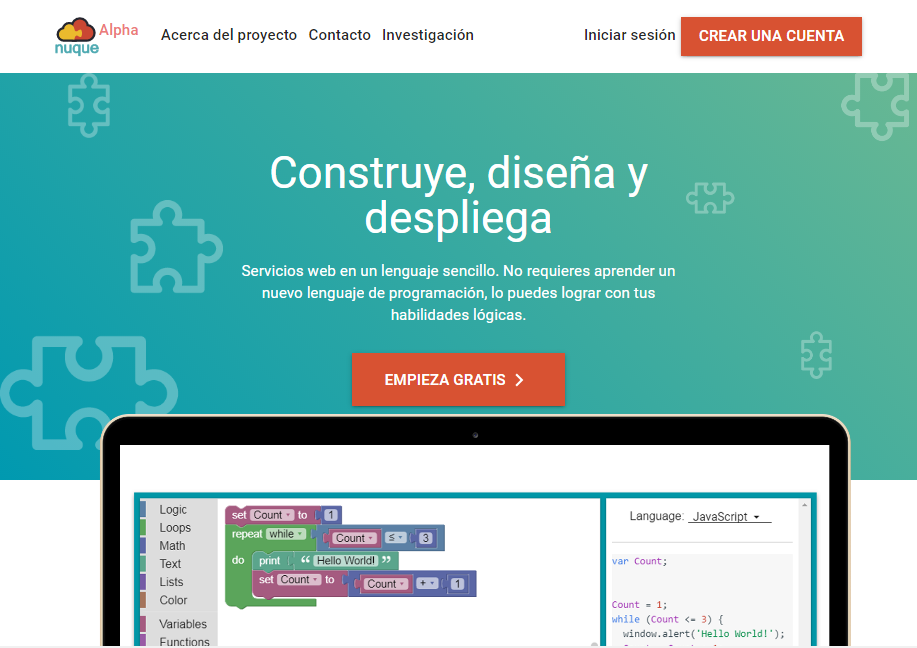 Alpha
nuque
Acerca del proyecto Contacto Investigación
Iniciar sesión CREAR UNA CUENTA
Construye, diseña y
despliega
Servicios web en un lenguaje sencillo. No requieres aprender un
nuevo lenguaje de programación, lo puedes lograr con tus
habilidades lógicas.
EMPIEZA GRATIS
Logic
Loops
Math
Text
Lists
Color
Variables
Functions
set Count to 1
repeat while Count ≤ 3
do print “ Hello World! ”
set Count to Count + 1
Language: JavaScript
var Count;
Count = 1;
while (Count <= 3) {
window.alert('Hello World!');